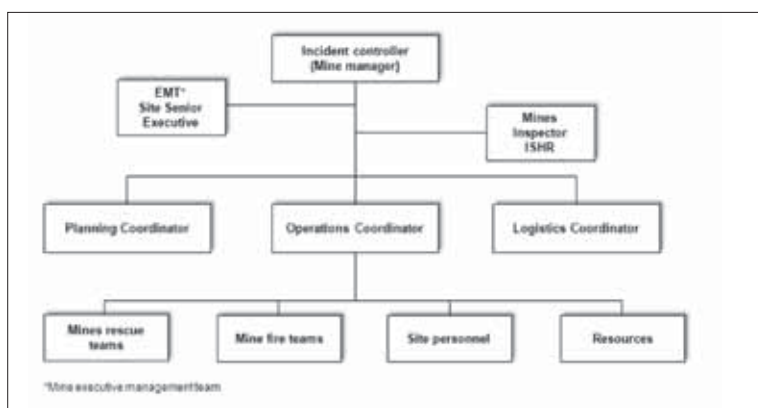 Incident controller
(Mine manager)
EMT*
Site Senior
Executive
Mines
Inspector
ISHR
Planning Coordinator
Operations Coordinator
Logistics Coordinator
Mines rescue
teams
Mine fire teams
Site personnel
Resources
*Mine executive management team